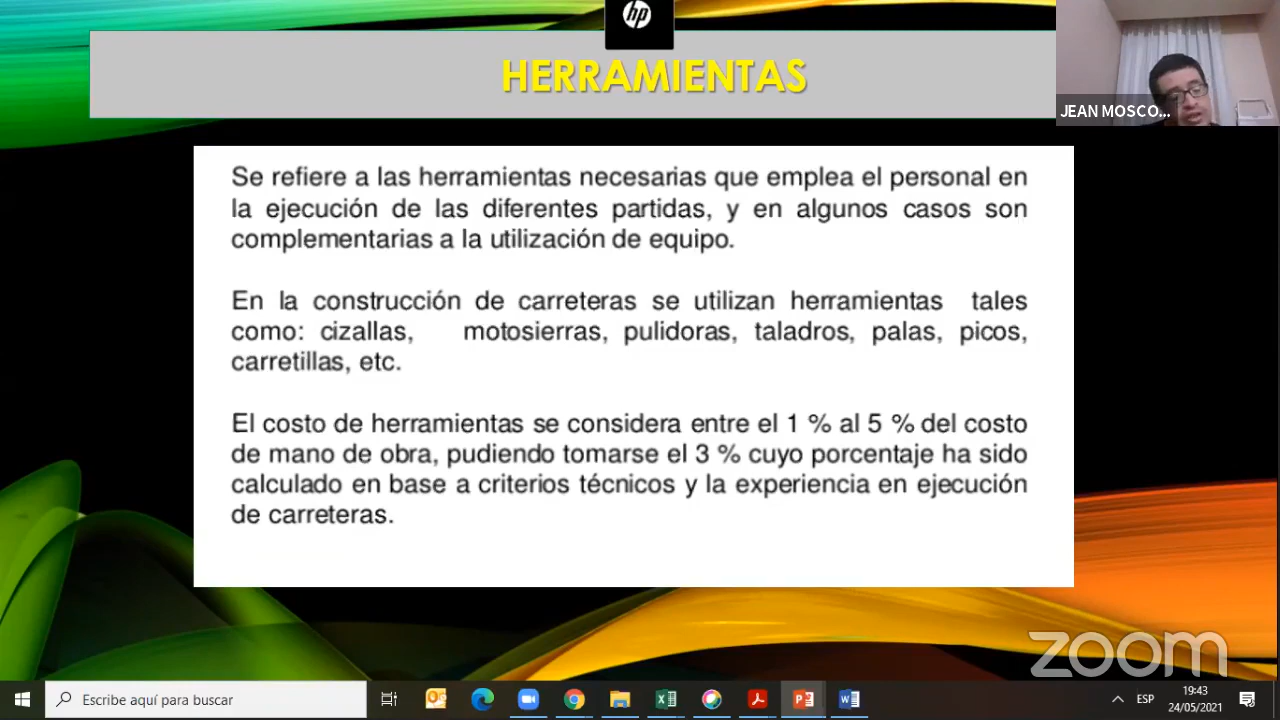 hp
HERRAMIENTAS
JEAN MOSCO...
Se refiere a las herramientas necesarias que emplea el personal en
la ejecución de las diferentes partidas, y en algunos casos son
complementarias a la utilización de equipo.
En la construcción de carreteras se utilizan herramientas tales
como: cizallas, motosierras, pulidoras, taladros, palas, picos,
carretillas, etc.
El costo de herramientas se considera entre el 1 % al 5 % del costo
de mano de obra, pudiendo tomarse el 3 % cuyo porcentaje ha sido
calculado en base a criterios técnicos y la experiencia en ejecución
de carreteras.
zoom
Escribe aquí para buscar
ESP
19:43
24/05/2021